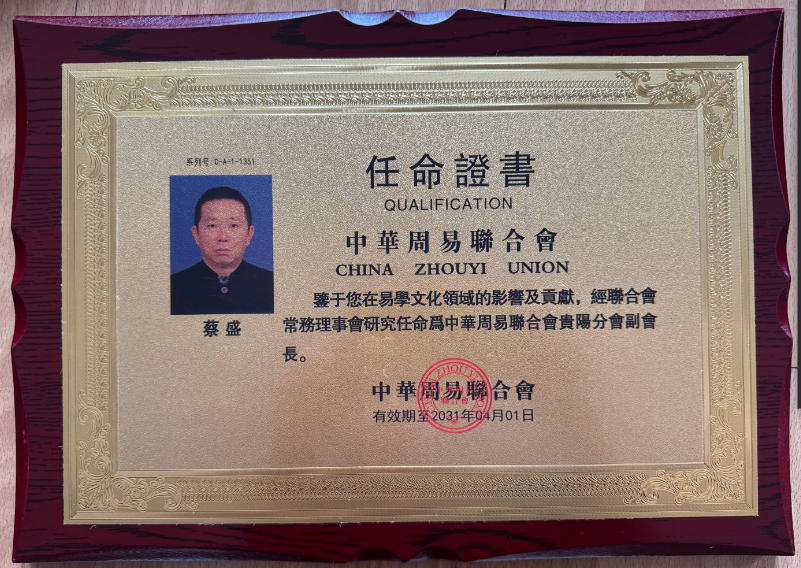 系列号:C-A-1-1351
任命證書
QUALIFICATION
中華周易聯合會
CHINA ZHOUYI UNION
鑒于您在易學文化領域的影響及貢獻，經聯合會
常務理事會研究任命爲中華周易聯合會貴陽分會副會
長。
蔡盛
中華周易聯合會
有效期至2031年04月01日